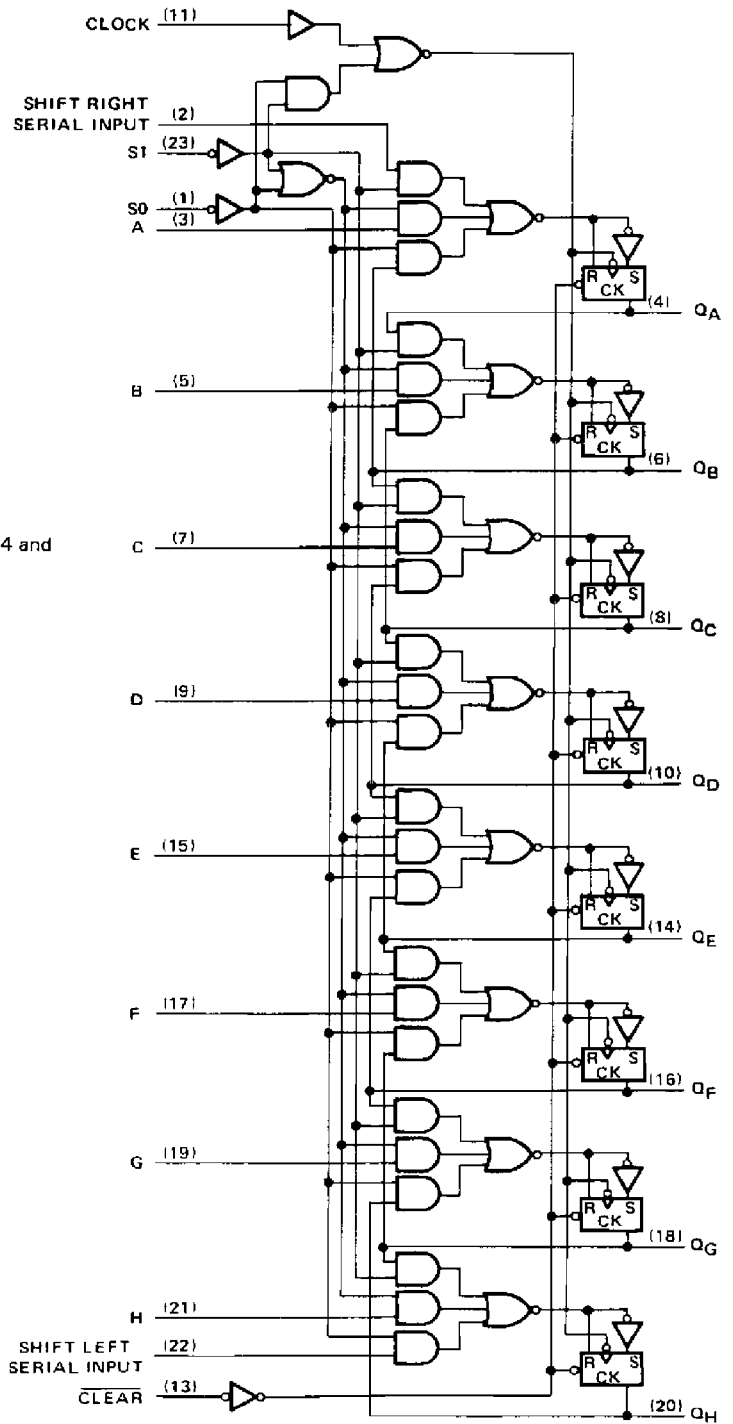 CLOCK (11)
SHIFT RIGHT
SERIAL INPUT (2)
S1 (23)
S0 (1)
A (3)
R S
CK
(4) QA
B (5)
R S
CK
(6) QB
4 and
C (7)
R S
CK
(8) QC
D (9)
R S
CK
(10) QD
E (15)
R S
CK
(14) QE
F (17)
R S
CK
(16) QF
G (19)
R S
CK
(18) QG
H (21)
SHIFT LEFT
SERIAL INPUT (22)
R S
CK
CLEAR (13)
(20) QH